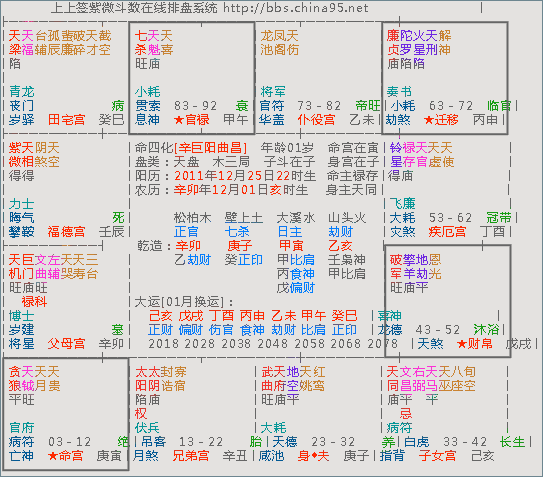 上上签紫微斗数在线排盘系统 http://bbs.china95.net
天天台孤蜚破天截 七天天 龙凤天 廉陀火天解
梁福辅辰廉碎才空 杀魁喜 池阁伤 贞罗星刑神
陷 旺庙 庙陷陷
青龙 小耗 将军 奏书
丧门 病 贯索 83-92 衰 官符 73-82 帝旺 小耗 63-72 临官
岁驿 田宅宫 癸巳 息神 ★官禄 甲午 华盖 仆役宫 乙未 劫煞 ★迁移 丙申
紫天阴天 命四化[辛巨阳曲昌] 年龄01岁 命宫在寅 铃禄天天天
微相煞空 盘类:天盘 木三局 子斗在子 身宫在子 星存官虚使
得得 阳历:2011年12月25日22时生 命主禄存 得庙
农历:辛卯年12月01日亥时生 身主天同
力士 飞廉
晦气 死 松柏木 壁上土 大溪水 山头火 大耗 53-62 冠带
攀鞍 福德宫 壬辰 正官 七杀 日主 劫财 灾煞 疾厄宫 丁酉
乾造:辛卯 庚子 甲寅 乙亥
天巨文左天天三 乙劫财 癸正印 甲比肩 壬枭神 破擎地恩
机门曲辅哭寿台 丙食神 甲比肩 军羊劫光
旺庙旺 戊偏财 旺庙平
禄科 大运[01月换运]:
博士 己亥 戊戌 丁酉 丙申 乙未 甲午 癸巳 喜神
岁建 墓 正财 偏财 伤官 食神 劫财 比肩 正印 龙德 43-52 沐浴
将星 父母宫 辛卯 2018 2028 2038 2048 2058 2068 2078 天煞 ★财帛 戊戌
贪天天天 太太封寡 武天地天红 天文右天天八旬
狼钺月贵 阳阴诰宿 曲府空姚鸾 同昌弼马巫座空
平旺 陷庙 旺庙平 庙平平
权 忌
官府 伏兵 大耗 病符
病符 03-12 绝 吊客 13-22 胎 天德 23-32 养 白虎 33-42 长生
亡神 ★命宫 庚寅 月煞 兄弟宫 辛丑 咸池 身◆夫 庚子 指背 子女宫 己亥